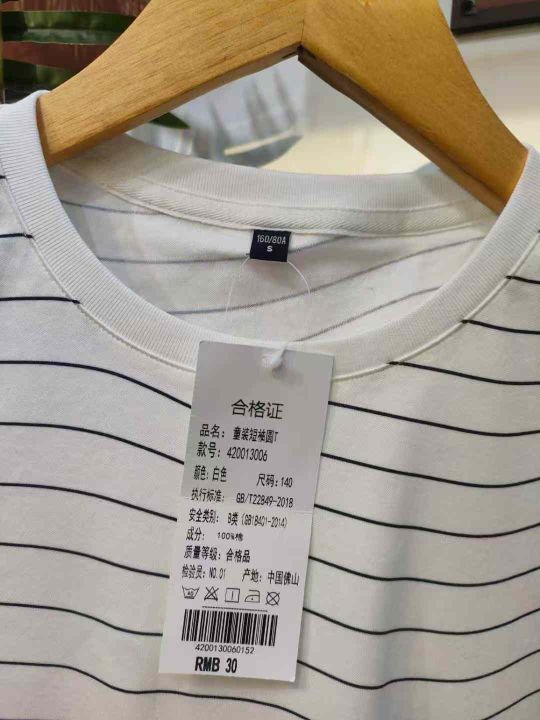 160/80A
S
合格证
品名: 童装短袖圆T
款号: 420013006
颜色: 白色 尺码: 140
执行标准: GB/T22849-2018
安全类别: B类 (GB18401-2014)
成分: 100%棉
质量等级: 合格品
检验员: NO.01 产地: 中国佛山
4200130060152
RMB 30